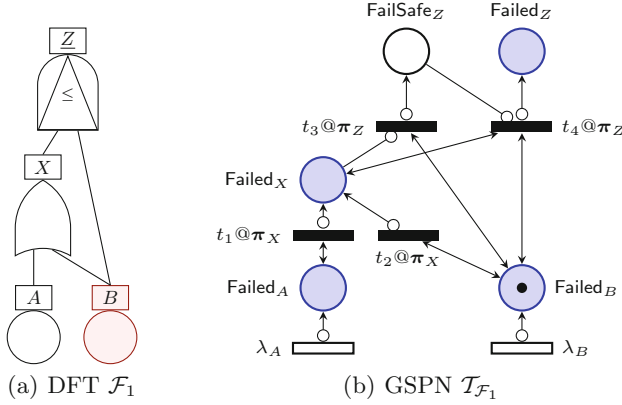 Z
≤
X
A
B
(a) DFT 𝓕₁
FailSafe_Z
Failed_Z
t₃@π_Z
t₄@π_Z
Failed_X
t₁@π_X
t₂@π_X
Failed_A
Failed_B
λ_A
λ_B
(b) GSPN 𝓣_𝓕₁